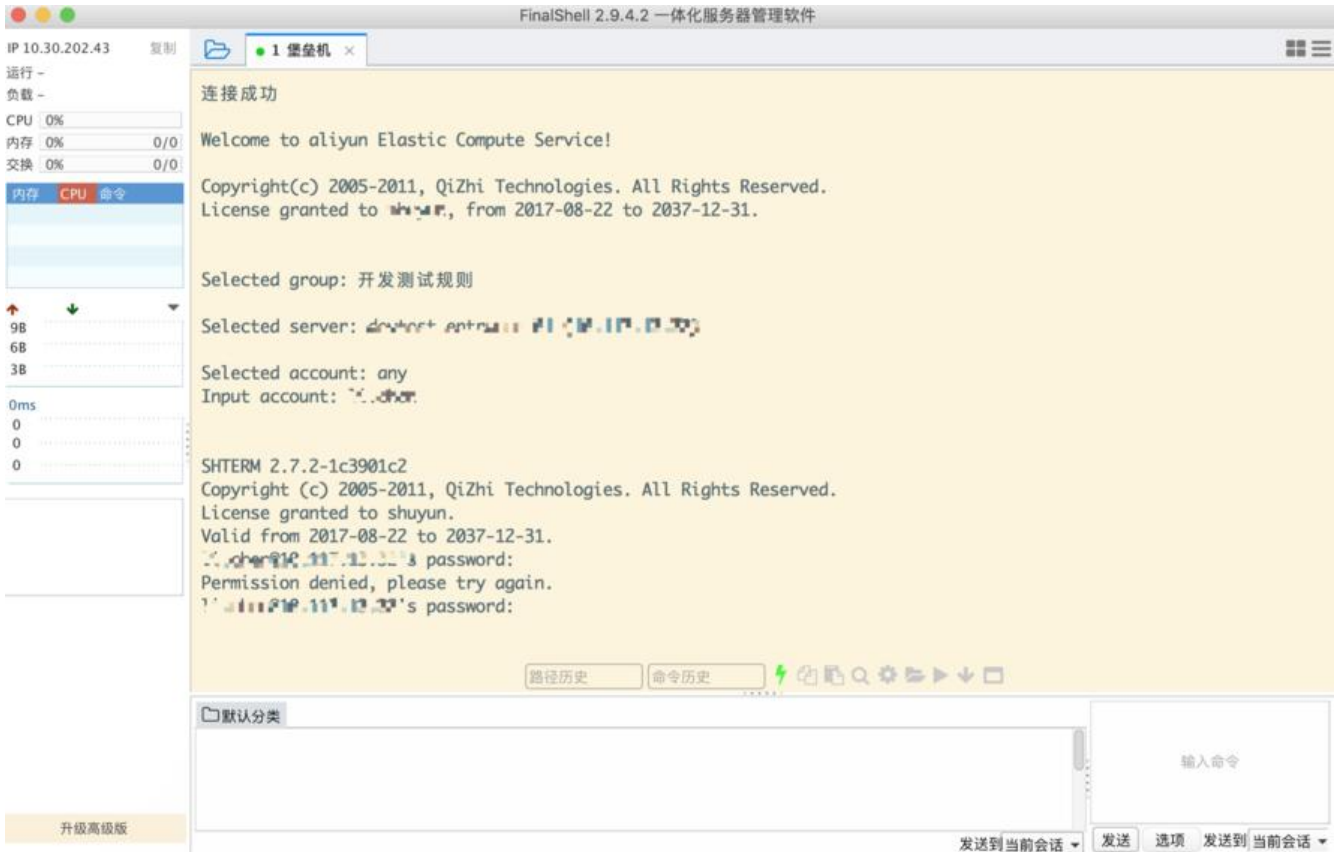 FinalShell 2.9.4.2 一体化服务器管理软件
IP 10.30.202.43 复制
运行 -
负载 -
CPU 0%
内存 0% 0/0
交换 0% 0/0
内存 CPU 命令
9B
6B
3B
0ms
0
0
0
升级高级版
1 堡垒机
连接成功
Welcome to aliyun Elastic Compute Service!
Copyright(c) 2005-2011, QiZhi Technologies. All Rights Reserved.
License granted to , from 2017-08-22 to 2037-12-31.
Selected group: 开发测试规则
Selected server:
Selected account: any
Input account:
SHTERM 2.7.2-1c3901c2
Copyright (c) 2005-2011, QiZhi Technologies. All Rights Reserved.
License granted to shuyun.
Valid from 2017-08-22 to 2037-12-31.
's password:
Permission denied, please try again.
's password:
路径历史 命令历史
默认分类
输入命令
发送到 当前会话 发送 选项 发送到 当前会话